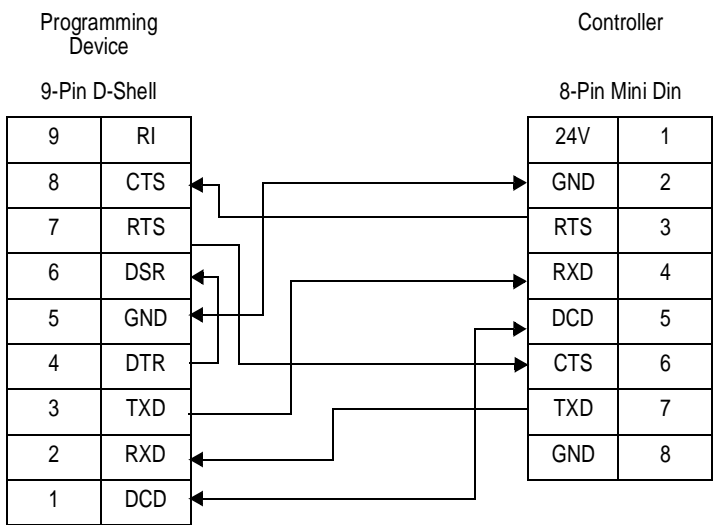 Programming
Device
Controller
9-Pin D-Shell
8-Pin Mini Din
9 RI
8 CTS
7 RTS
6 DSR
5 GND
4 DTR
3 TXD
2 RXD
1 DCD
24V 1
GND 2
RTS 3
RXD 4
DCD 5
CTS 6
TXD 7
GND 8